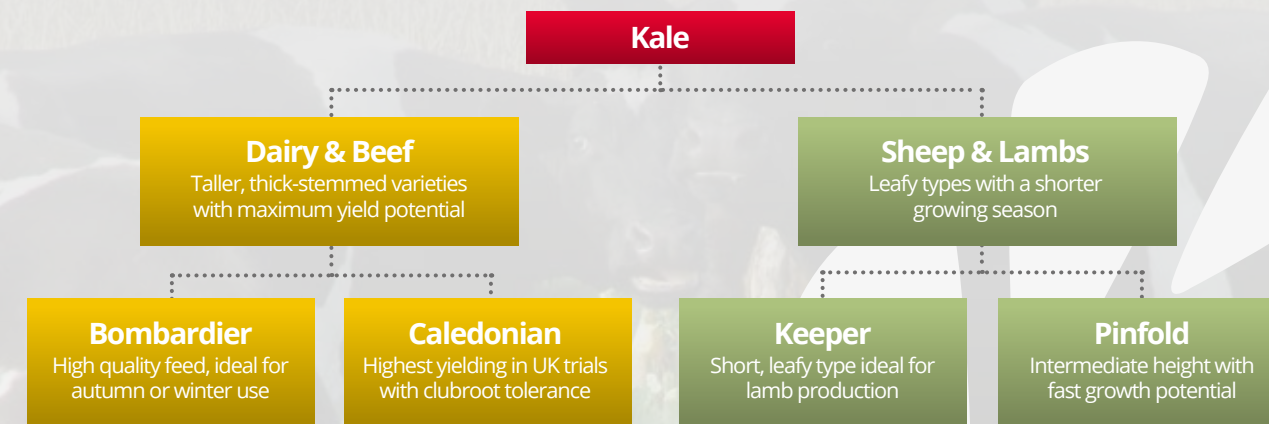 Kale
Dairy & Beef
Taller, thick-stemmed varieties
with maximum yield potential
Sheep & Lambs
Leafy types with a shorter
growing season
Bombardier
High quality feed, ideal for
autumn or winter use
Caledonian
Highest yielding in UK trials
with clubroot tolerance
Keeper
Short, leafy type ideal for
lamb production
Pinfold
Intermediate height with
fast growth potential